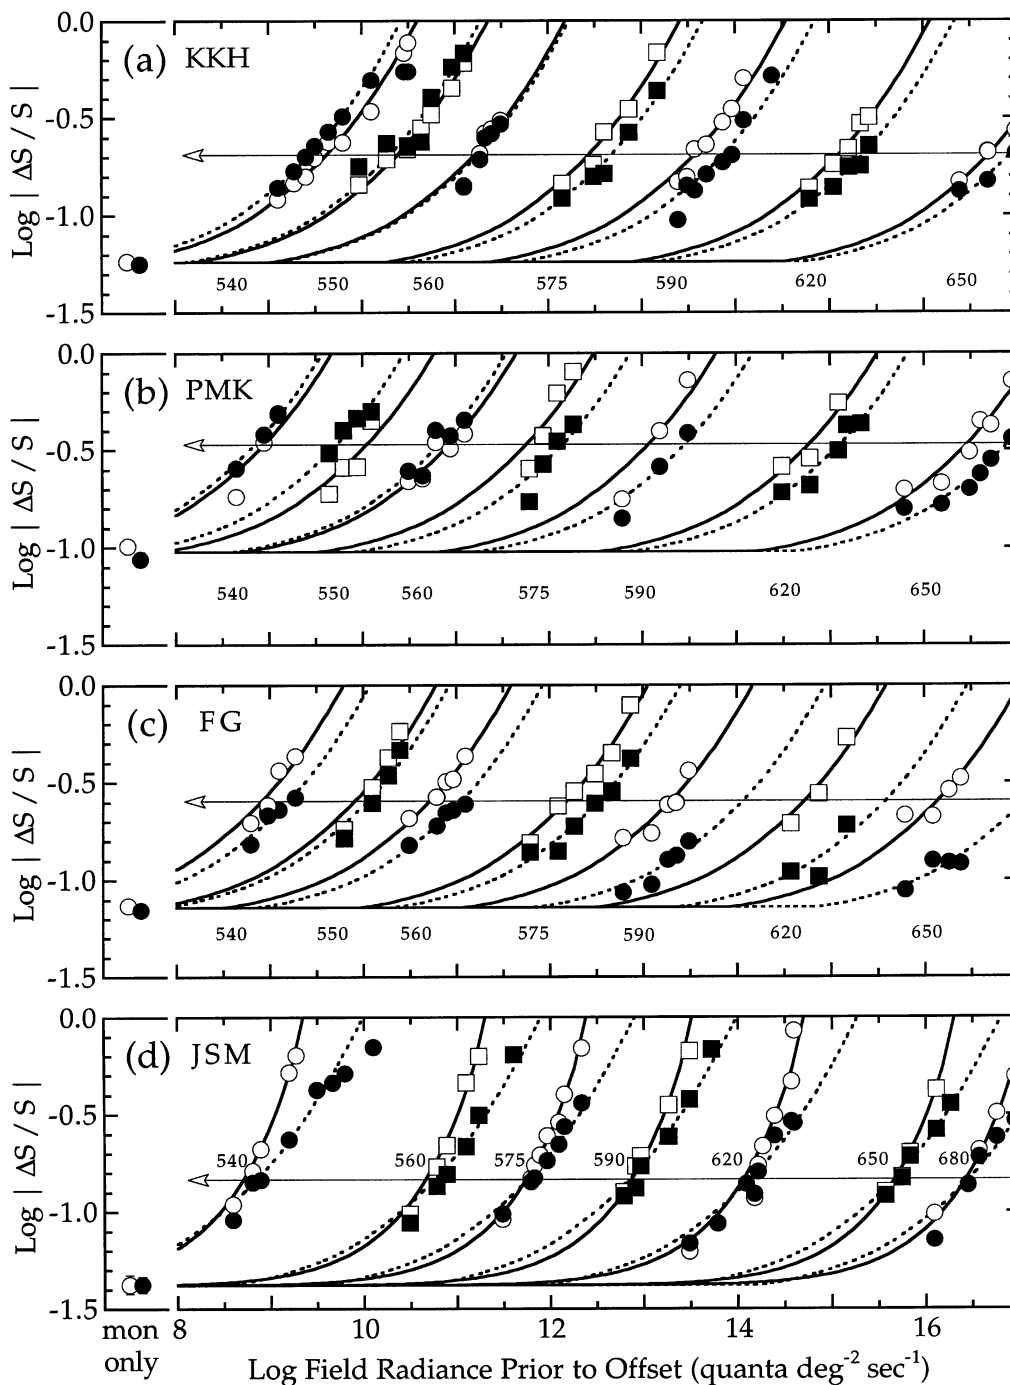 0.0
(a) KKH
-0.5
-1.0
-1.5
Log | ΔS / S |
540 550 560 575 590 620 650
0.0
(b) PMK
-0.5
-1.0
-1.5
Log | ΔS / S |
540 550 560 575 590 620 650
0.0
(c) FG
-0.5
-1.0
-1.5
Log | ΔS / S |
540 550 560 575 590 620 650
0.0
(d) JSM
-0.5
-1.0
-1.5
Log | ΔS / S |
540 560 575 590 620 650 680
mon only
8 10 12 14 16
Log Field Radiance Prior to Offset (quanta deg⁻² sec⁻¹)